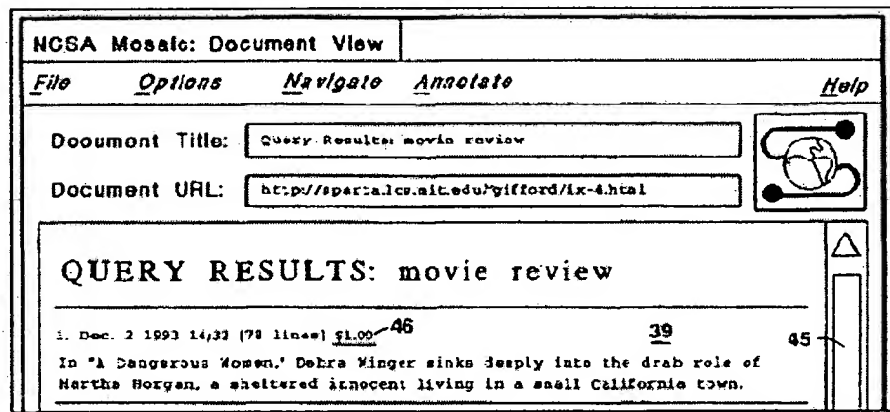 NCSA Mosaic: Document View
File Options Navigate Annotate Help
Document Title: Query Results: movie review
Document URL: http://sparta.lcs.mit.edu/~gifford/ix-4.html
QUERY RESULTS: movie review
1. Dec. 2 1993 14:33 (78 lines) $1.00 46 39 45
In "A Dangerous Woman," Debra Winger sinks deeply into the drab role of
Martha Horgan, a sheltered innocent living in a small California town.